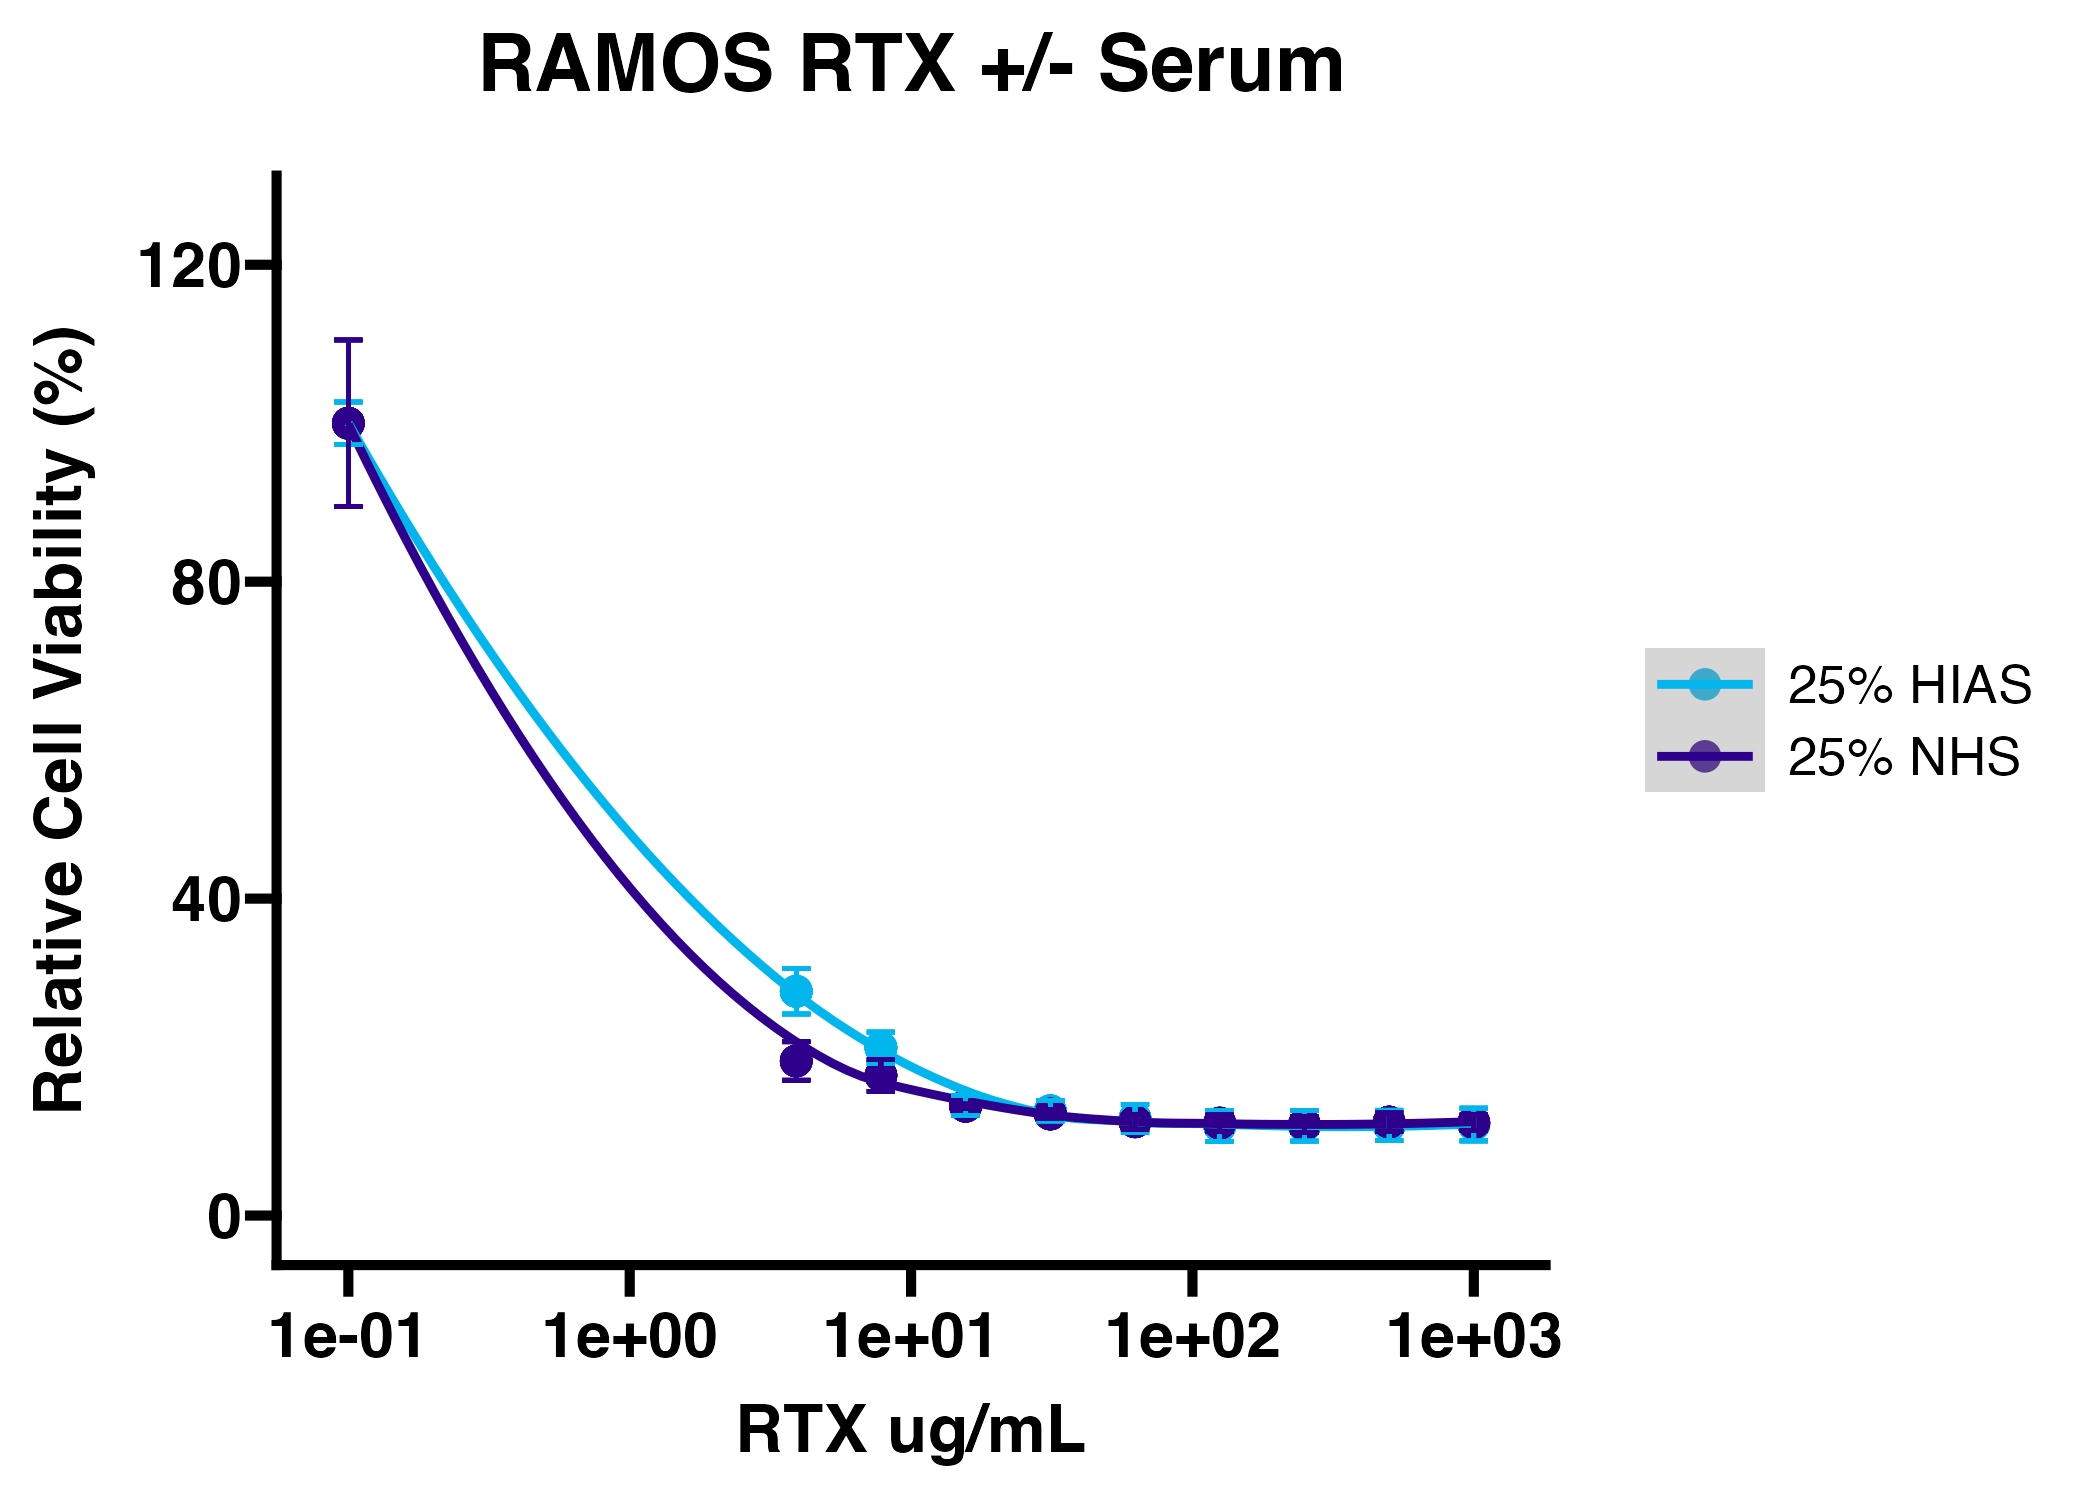 RAMOS RTX +/- Serum
Relative Cell Viability (%)
120
80
40
0
1e-01 1e+00 1e+01 1e+02 1e+03
RTX ug/mL
25% HIAS
25% NHS